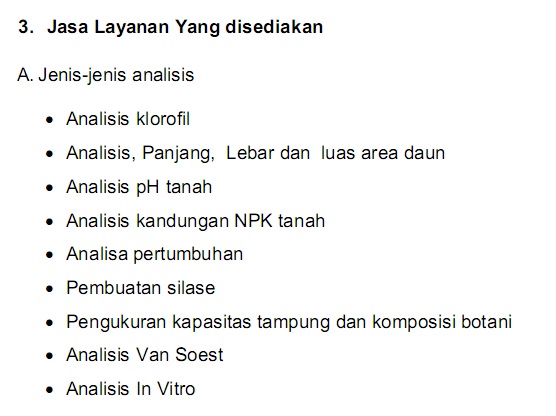 3. Jasa Layanan Yang disediakan
A. Jenis-jenis analisis
• Analisis klorofil
• Analisis, Panjang, Lebar dan luas area daun
• Analisis pH tanah
• Analisis kandungan NPK tanah
• Analisa pertumbuhan
• Pembuatan silase
• Pengukuran kapasitas tampung dan komposisi botani
• Analisis Van Soest
• Analisis In Vitro